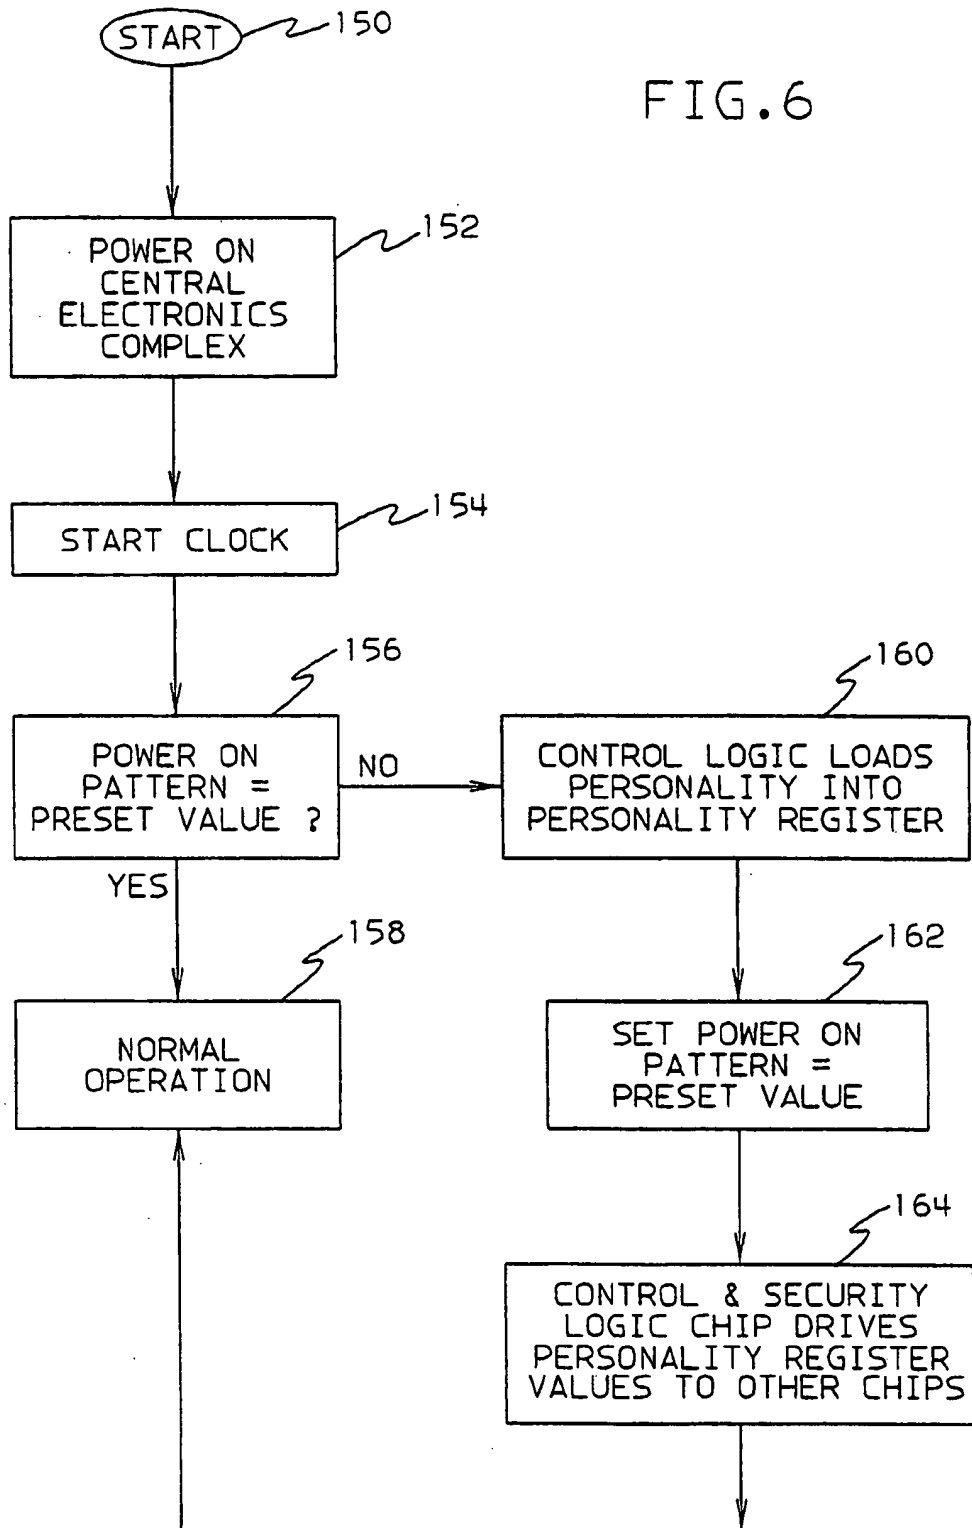 START
150
FIG.6
POWER ON
CENTRAL
ELECTRONICS
COMPLEX
152
START CLOCK
154
156
POWER ON
PATTERN =
PRESET VALUE ?
NO
YES
160
CONTROL LOGIC LOADS
PERSONALITY INTO
PERSONALITY REGISTER
158
NORMAL
OPERATION
162
SET POWER ON
PATTERN =
PRESET VALUE
164
CONTROL & SECURITY
LOGIC CHIP DRIVES
PERSONALITY REGISTER
VALUES TO OTHER CHIPS